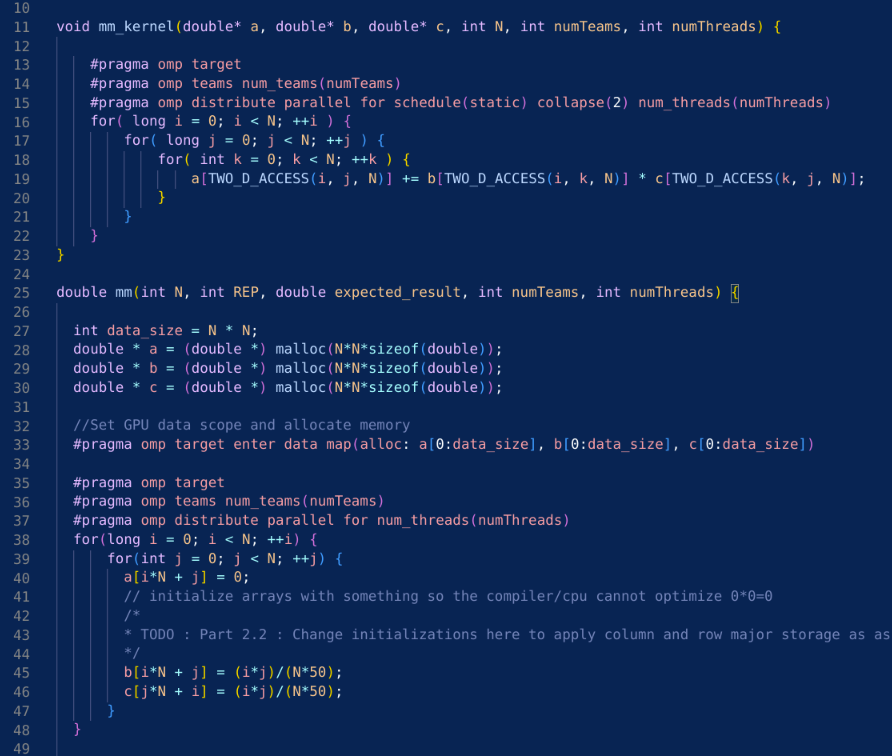 10
11 void mm_kernel(double* a, double* b, double* c, int N, int numTeams, int numThreads) {
12
13 #pragma omp target
14 #pragma omp teams num_teams(numTeams)
15 #pragma omp distribute parallel for schedule(static) collapse(2) num_threads(numThreads)
16 for( long i = 0; i < N; ++i ) {
17 for( long j = 0; j < N; ++j ) {
18 for( int k = 0; k < N; ++k ) {
19 a[TWO_D_ACCESS(i, j, N)] += b[TWO_D_ACCESS(i, k, N)] * c[TWO_D_ACCESS(k, j, N)];
20 }
21 }
22 }
23 }
24
25 double mm(int N, int REP, double expected_result, int numTeams, int numThreads) {
26
27 int data_size = N * N;
28 double * a = (double *) malloc(N*N*sizeof(double));
29 double * b = (double *) malloc(N*N*sizeof(double));
30 double * c = (double *) malloc(N*N*sizeof(double));
31
32 //Set GPU data scope and allocate memory
33 #pragma omp target enter data map(alloc: a[0:data_size], b[0:data_size], c[0:data_size])
34
35 #pragma omp target
36 #pragma omp teams num_teams(numTeams)
37 #pragma omp distribute parallel for num_threads(numThreads)
38 for(long i = 0; i < N; ++i) {
39 for(int j = 0; j < N; ++j) {
40 a[i*N + j] = 0;
41 // initialize arrays with something so the compiler/cpu cannot optimize 0*0=0
42 /*
43 * TODO : Part 2.2 : Change initializations here to apply column and row major storage as as
44 */
45 b[i*N + j] = (i*j)/(N*50);
46 c[j*N + i] = (i*j)/(N*50);
47 }
48 }
49